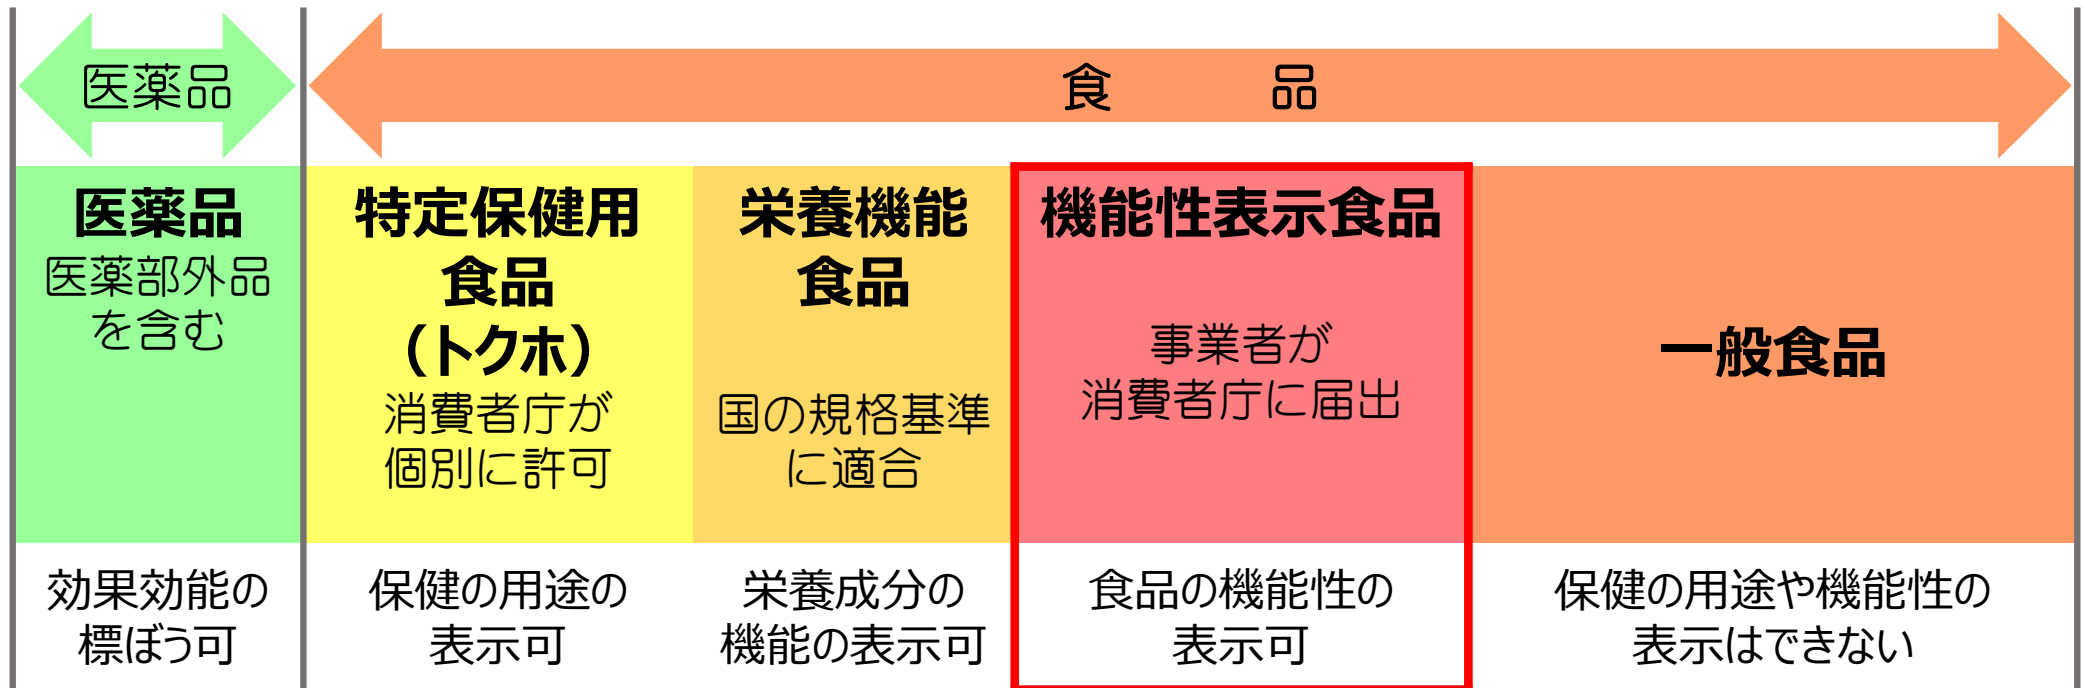 医薬品
食品
医薬品
医薬部外品
を含む
効果効能の
標ぼう可
特定保健用
食品
（トクホ）
消費者庁が
個別に許可
保健の用途の
表示可
栄養機能
食品
国の規格基準
に適合
栄養成分の
機能の表示可
機能性表示食品
事業者が
消費者庁に届出
食品の機能性の
表示可
一般食品
保健の用途や機能性の
表示はできない